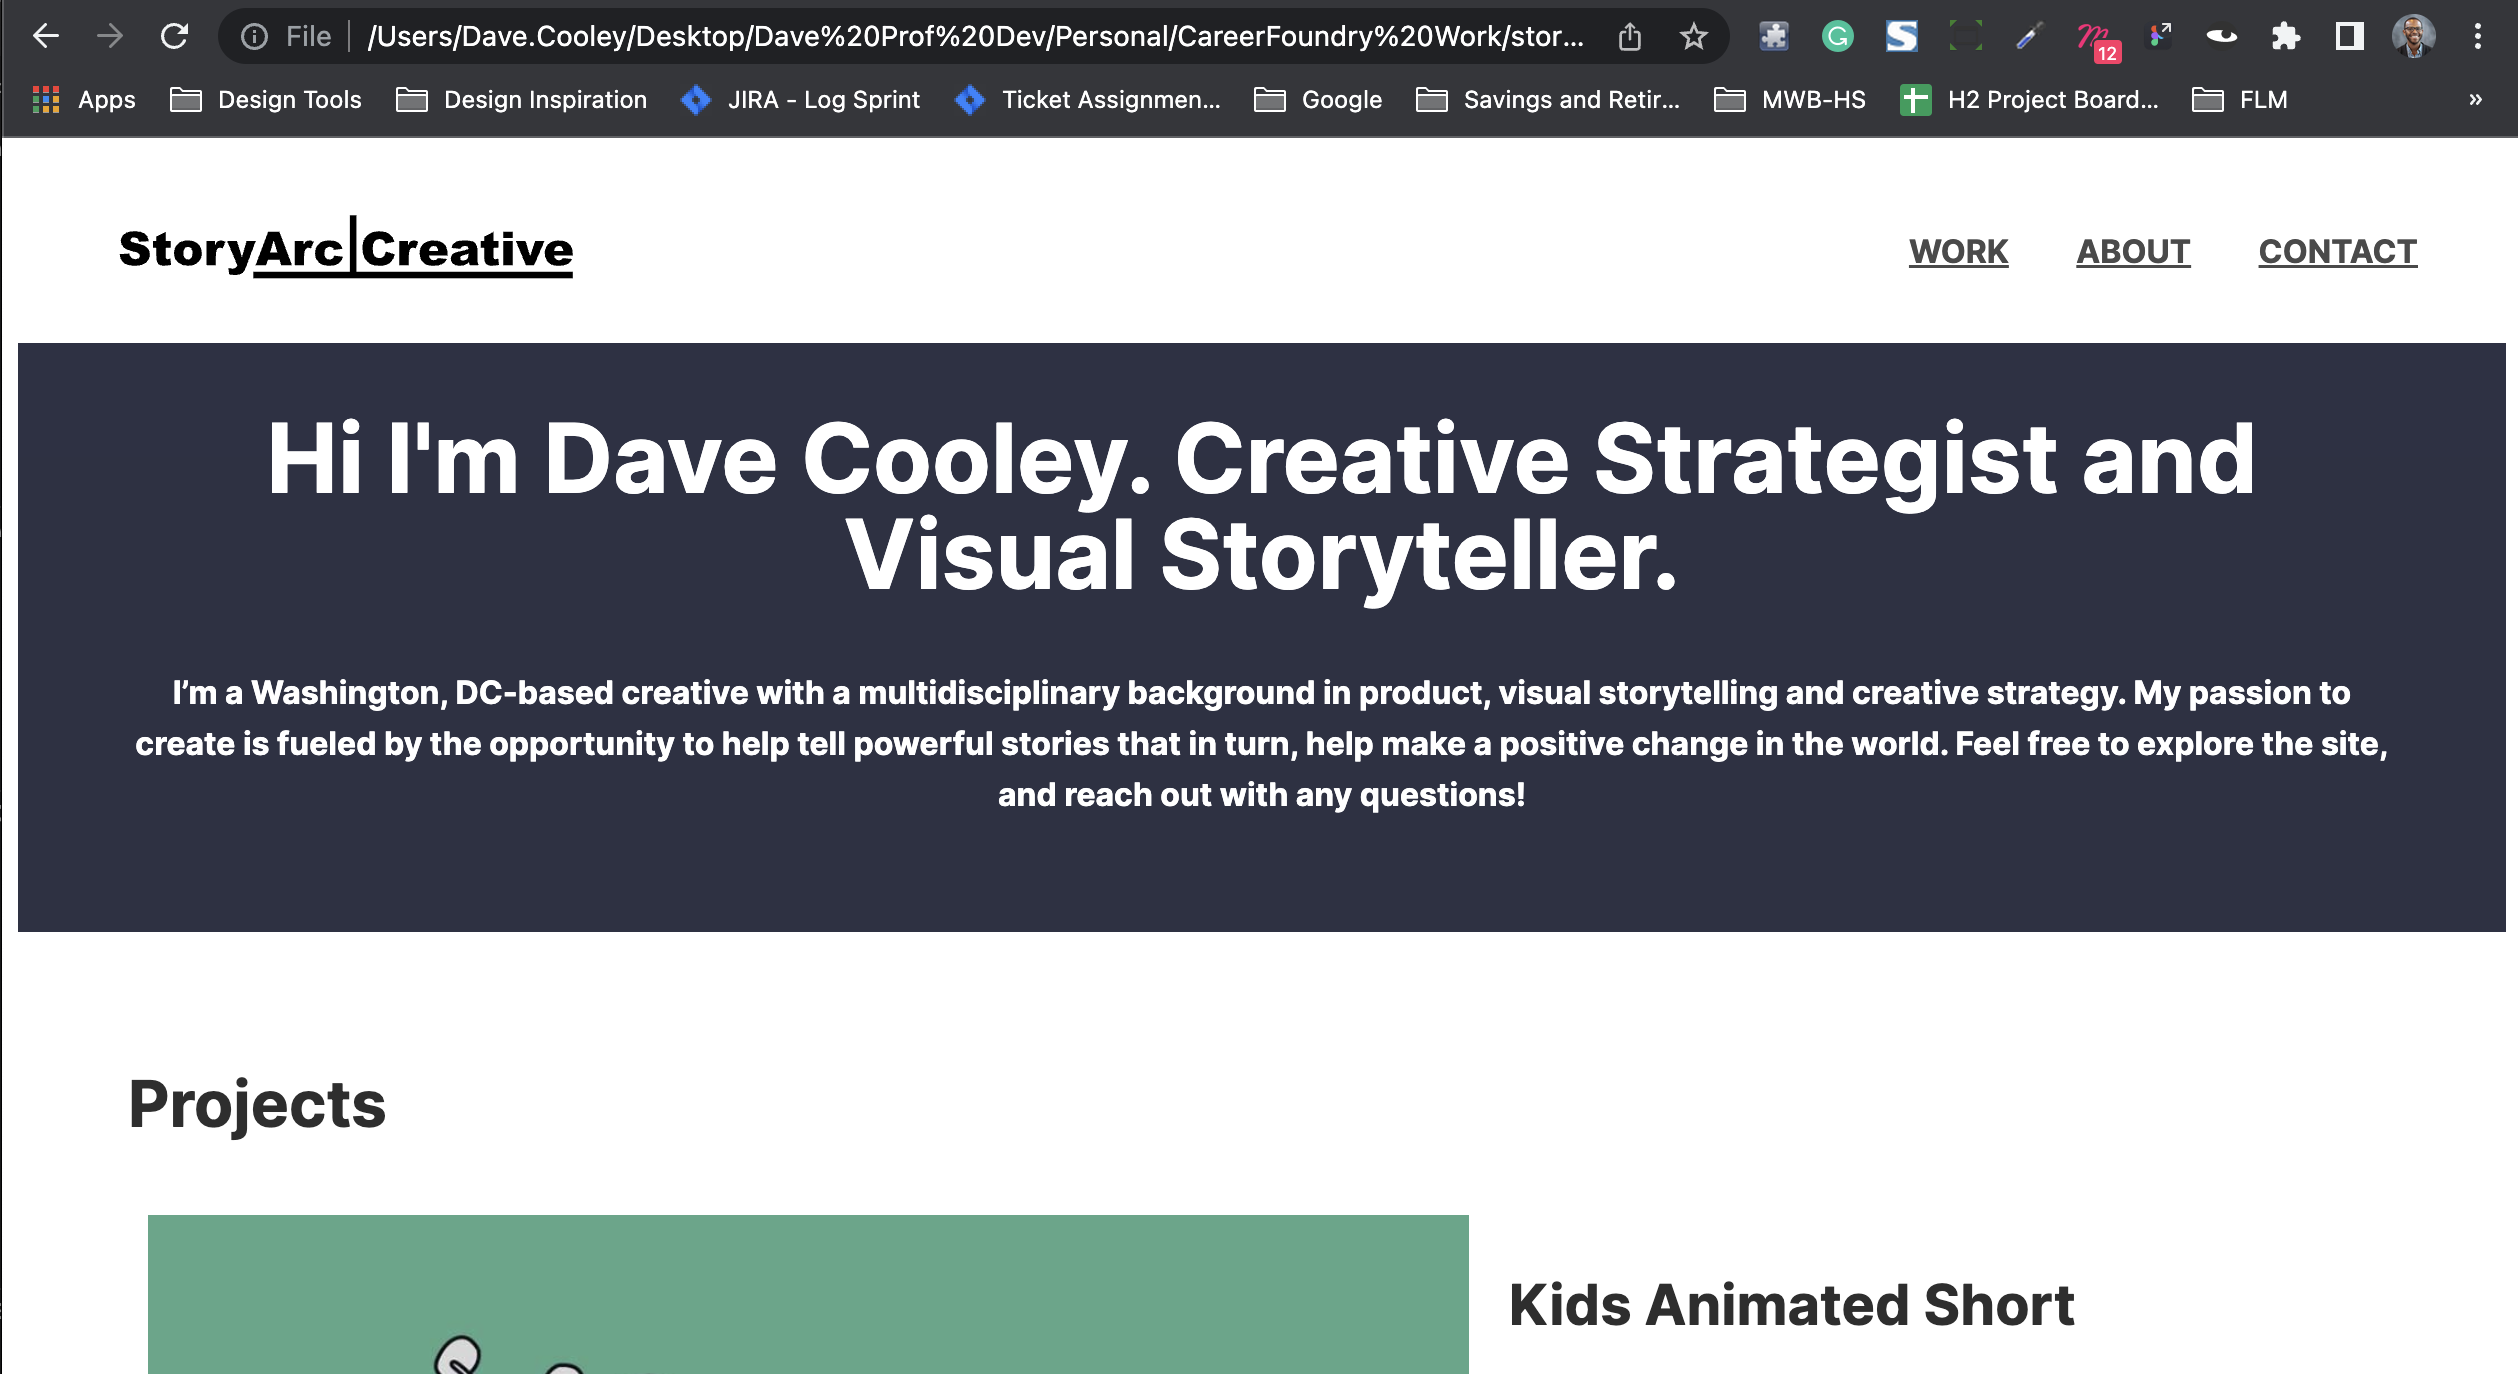 File | /Users/Dave.Cooley/Desktop/Dave%20Prof%20Dev/Personal/CareerFoundry%20Work/stor...
12
Apps Design Tools Design Inspiration JIRA - Log Sprint Ticket Assignmen... Google Savings and Retir... MWB-HS H2 Project Board... FLM »
StoryArc|Creative
WORK ABOUT CONTACT
Hi I'm Dave Cooley. Creative Strategist and
Visual Storyteller.
I’m a Washington, DC-based creative with a multidisciplinary background in product, visual storytelling and creative strategy. My passion to
create is fueled by the opportunity to help tell powerful stories that in turn, help make a positive change in the world. Feel free to explore the site,
and reach out with any questions!
Projects
Kids Animated Short